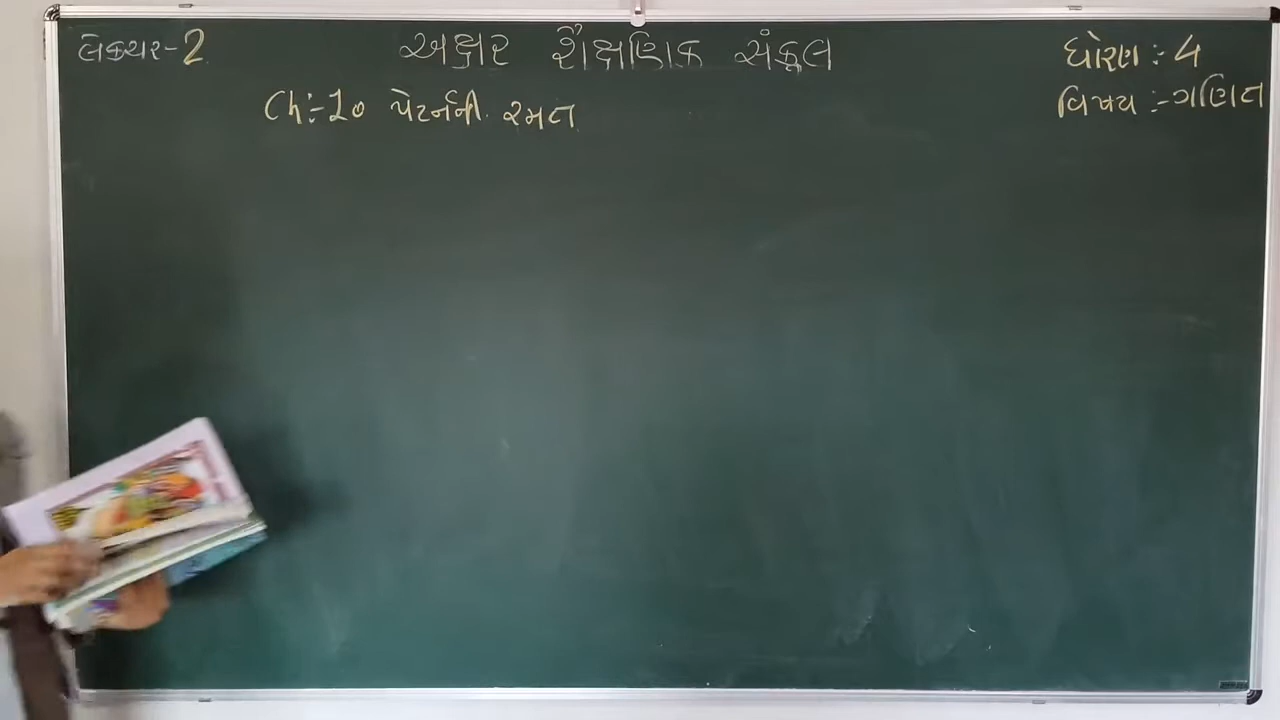 લેક્ચર-2
અક્ષર શૈક્ષણિક સંકૂલ
ધોરણ :- 4
વિષય :- ગણિત
Ch:-10 પેટર્નની રમત